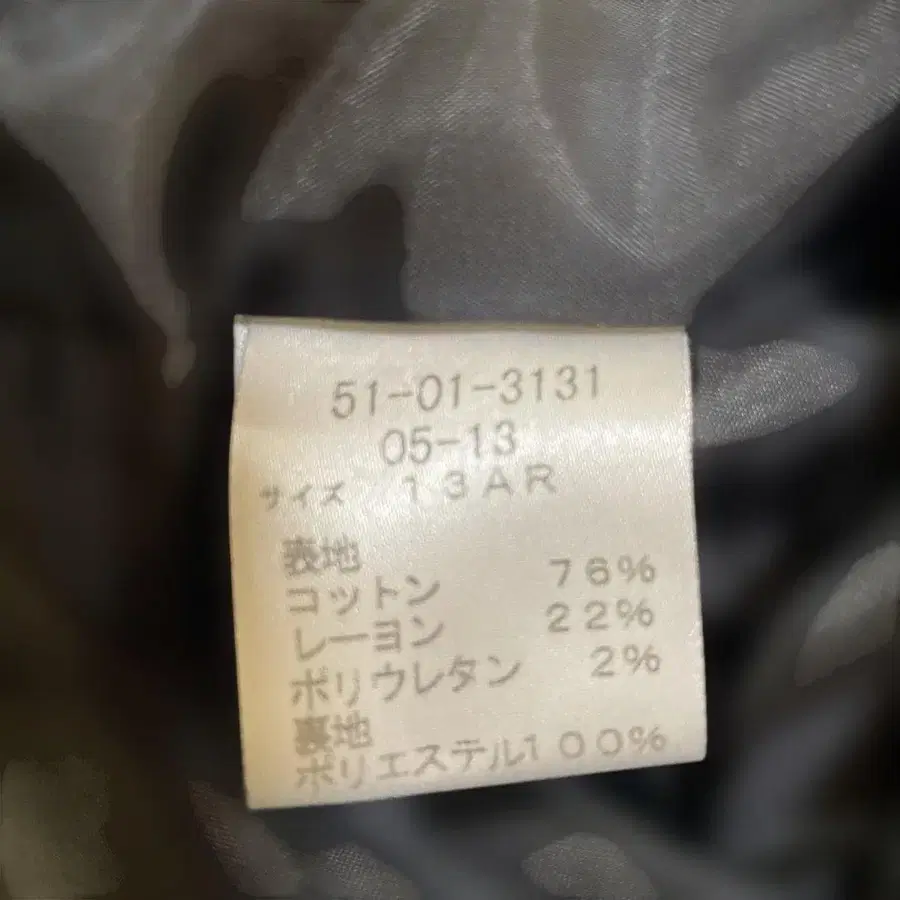 51-01-3131
05-13
サイズ 13AR
表地
コットン 76%
レーヨン 22%
ポリウレタン 2%
裏地
ポリエステル100%